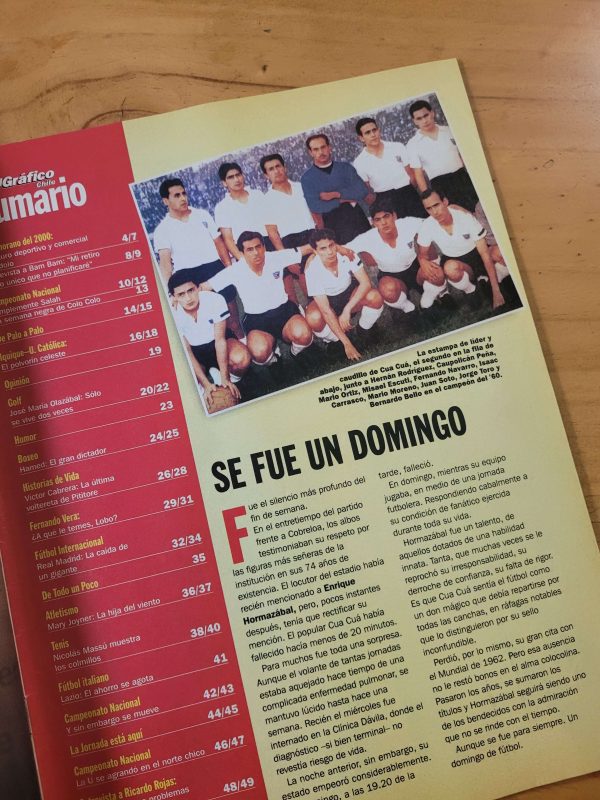 Gráfico
Chile
umario
arano del 2000:
uro deportivo y comercial 4/7
dolo
vista a Bam Bam: "Mi retiro
o único que no planificaré" 8/9
mpeonato Nacional 10/12
mplemente Salah 13
semana negra de Colo Colo
De Palo a Palo 14/15
Iquique–U. Católica: 16/18
El polvorín celeste
Opinión 19
Golf
José María Olazábal: Sólo
se vive dos veces 20/22
Humor 23
Boxeo
Hamed: El gran dictador 24/25
Historias de Vida
Víctor Cabrera: La última
voltereta de Pititore 26/28
Fernando Vera:
¿A que le temes, Lobo? 29/31
Fútbol Internacional
Real Madrid: La caída de
un gigante 32/34
De Todo un Poco 35
Atletismo
Mary Joyner: La hija del viento 36/37
Tenis
Nicolás Massú muestra
los colmillos 38/40
Fútbol italiano
Lazio: El ahorro se agota 41
Campeonato Nacional
Y sin embargo se mueve 42/43
La Jornada está aquí 44/45
Campeonato Nacional
La U se agrandó en el norte chico 46/47
evista a Ricardo Rojas:
problemas 48/49
La estampa de líder y
caudillo de Cua Cuá, el segundo en la fila de
abajo, junto a Hernán Rodríguez, Caupolicán Peña,
Mario Ortiz, Misael Escuti, Fernando Navarro, Isaac
Carrasco, Mario Moreno, Juan Soto, Jorge Toro y
Bernardo Bello en el campeón del '60.
SE FUE UN DOMINGO
Fue el silencio más profundo del
fin de semana.
En el entretiempo del partido
frente a Cobreloa, los albos
testimoniaban su respeto por
las figuras más señeras de la
institución en sus 74 años de
existencia. El locutor del estadio había
recién mencionado a Enrique
Hormazábal, pero, pocos instantes
después, tenía que rectificar su
mención. El popular Cua Cuá había
fallecido hacía menos de 20 minutos.
Para muchos fue toda una sorpresa.
Aunque el volante de tantas jornadas
estaba aquejado hace tiempo de una
complicada enfermedad pulmonar, se
mantuvo lúcido hasta hace una
semana. Recién el miércoles fue
internado en la Clínica Dávila, donde el
diagnóstico –si bien terminal– no
revestía riesgo de vida.
La noche anterior, sin embargo, su
estado empeoró considerablemente.
mingo, a las 19.20 de la
tarde, falleció.
En domingo, mientras su equipo
jugaba, en medio de una jornada
futbolera. Respondiendo cabalmente a
su condición de fanático ejercida
durante toda su vida.
Hormazábal fue un talento, de
aquellos dotados de una habilidad
innata. Tanta, que muchas veces se le
reprochó su irresponsabilidad, su
derroche de confianza, su falta de rigor.
Es que Cua Cuá sentía el fútbol como
un don mágico que debía repartirse por
todas las canchas, en ráfagas notables
que lo distinguieron por su sello
inconfundible.
Perdió, por lo mismo, su gran cita con
el Mundial de 1962. Pero esa ausencia
no le restó bonos en el alma colocolina.
Pasaron los años, se sumaron los
títulos y Hormazábal seguirá siendo uno
de los bendecidos con la admiración
que no se rinde con el tiempo.
Aunque se fue para siempre. Un
domingo de fútbol.